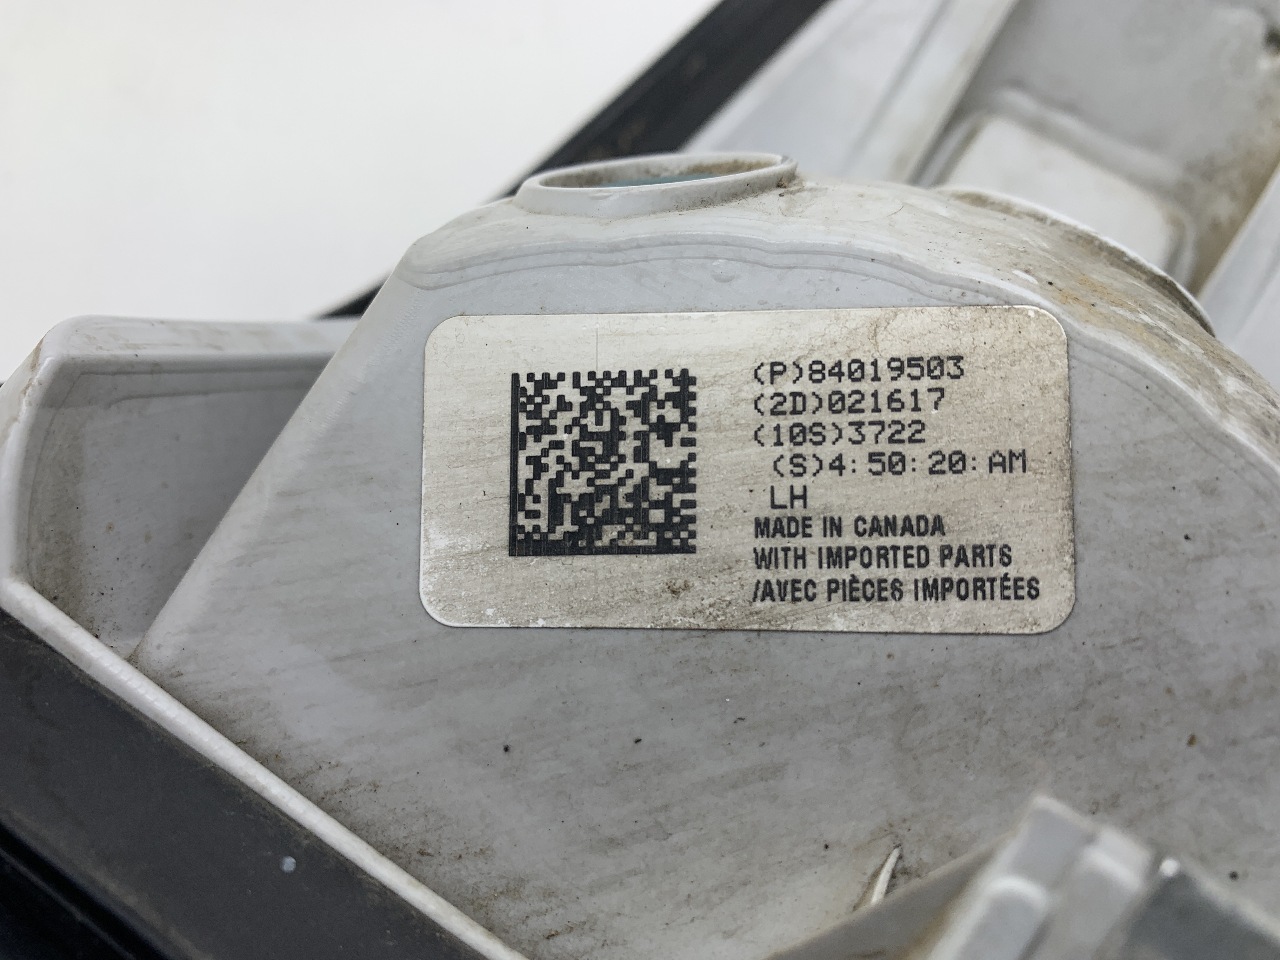 (P)84019503
(2D)021617
(10S)3722
(S)4:50:20:AM
LH
MADE IN CANADA
WITH IMPORTED PARTS
/AVEC PIÈCES IMPORTÉES